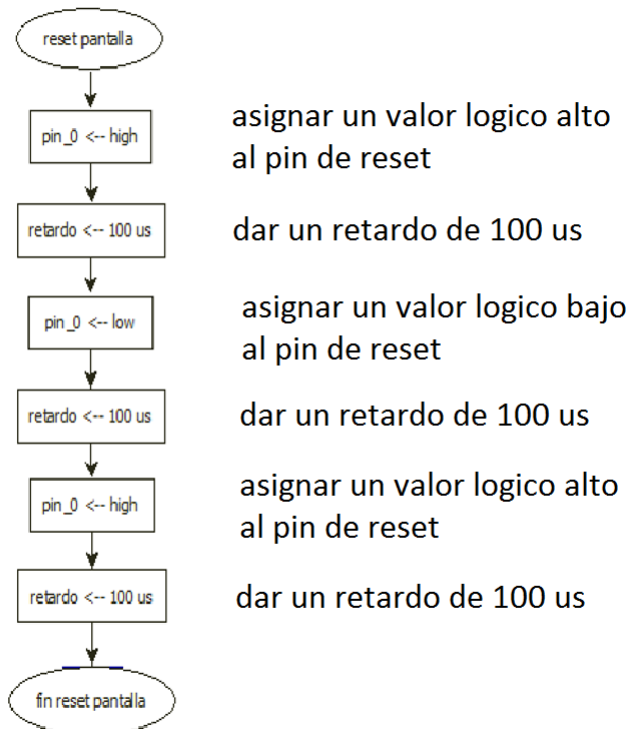 reset pantalla
pin_0 <-- high
asignar un valor logico alto
al pin de reset
retardo <-- 100 us
dar un retardo de 100 us
pin_0 <-- low
asignar un valor logico bajo
al pin de reset
retardo <-- 100 us
dar un retardo de 100 us
pin_0 <-- high
asignar un valor logico alto
al pin de reset
retardo <-- 100 us
dar un retardo de 100 us
fin reset pantalla